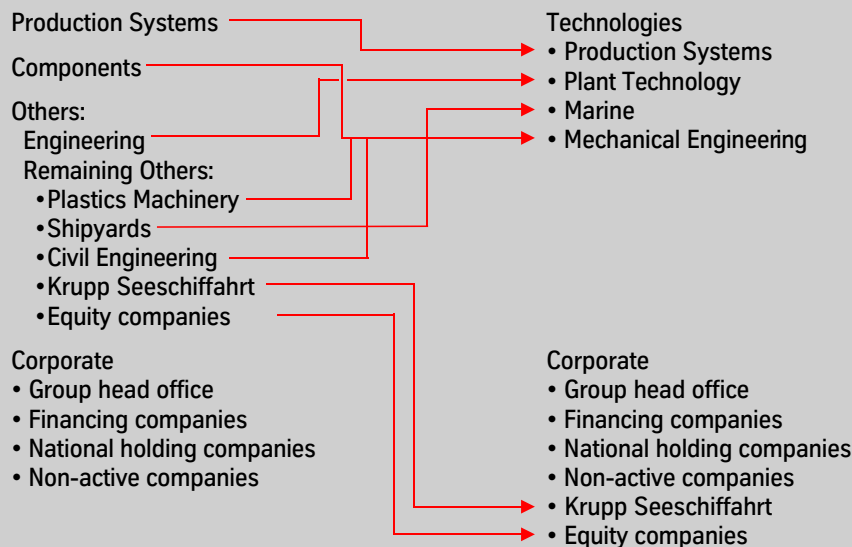 Production Systems
Components
Others:
Engineering
Remaining Others:
•Plastics Machinery
•Shipyards
•Civil Engineering
•Krupp Seeschiffahrt
•Equity companies
Corporate
• Group head office
• Financing companies
• National holding companies
• Non-active companies
Technologies
• Production Systems
• Plant Technology
• Marine
• Mechanical Engineering
Corporate
• Group head office
• Financing companies
• National holding companies
• Non-active companies
• Krupp Seeschiffahrt
• Equity companies